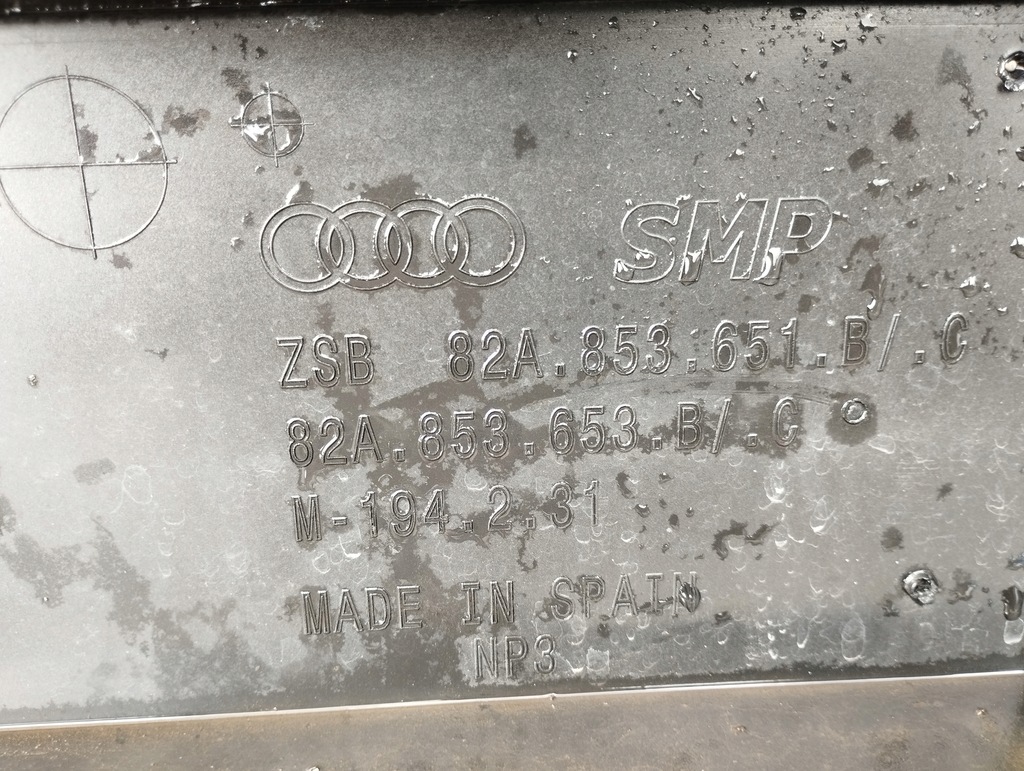 SMP
ZSB 82A.853.651.B/.C
82A.853.653.B/.C
M-194.2.31
MADE IN SPAIN
NP3